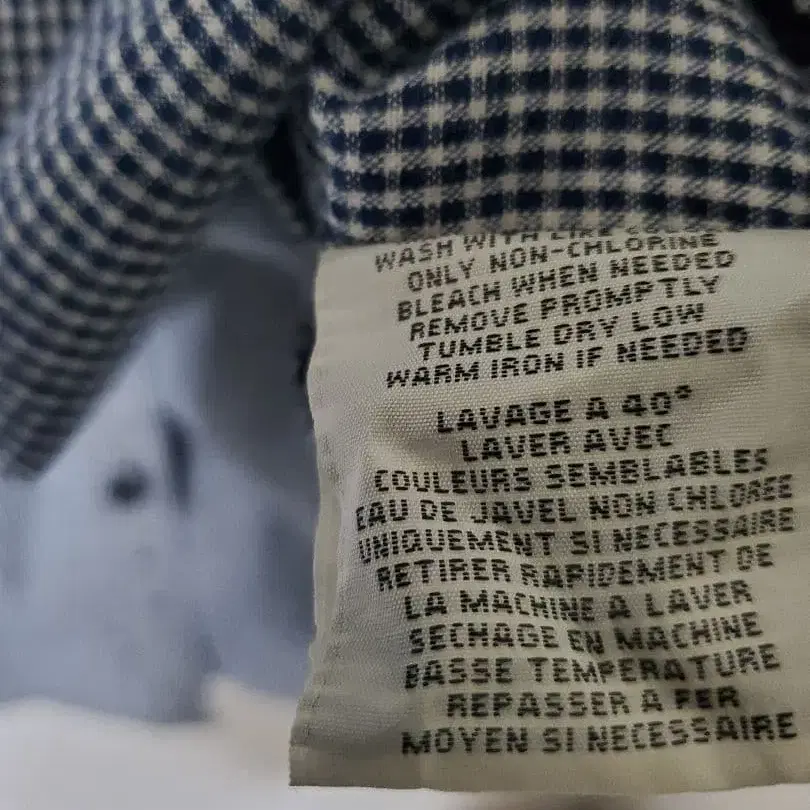 WASH WITH LIKE COLORS
ONLY NON-CHLORINE
BLEACH WHEN NEEDED
REMOVE PROMPTLY
TUMBLE DRY LOW
WARM IRON IF NEEDED
LAVAGE A 40°
LAVER AVEC
COULEURS SEMBLABLES
EAU DE JAVEL NON CHLOREE
UNIQUEMENT SI NECESSAIRE
RETIRER RAPIDEMENT DE
LA MACHINE A LAVER
SECHAGE EN MACHINE
BASSE TEMPERATURE
REPASSER A FER
MOYEN SI NECESSAIRE